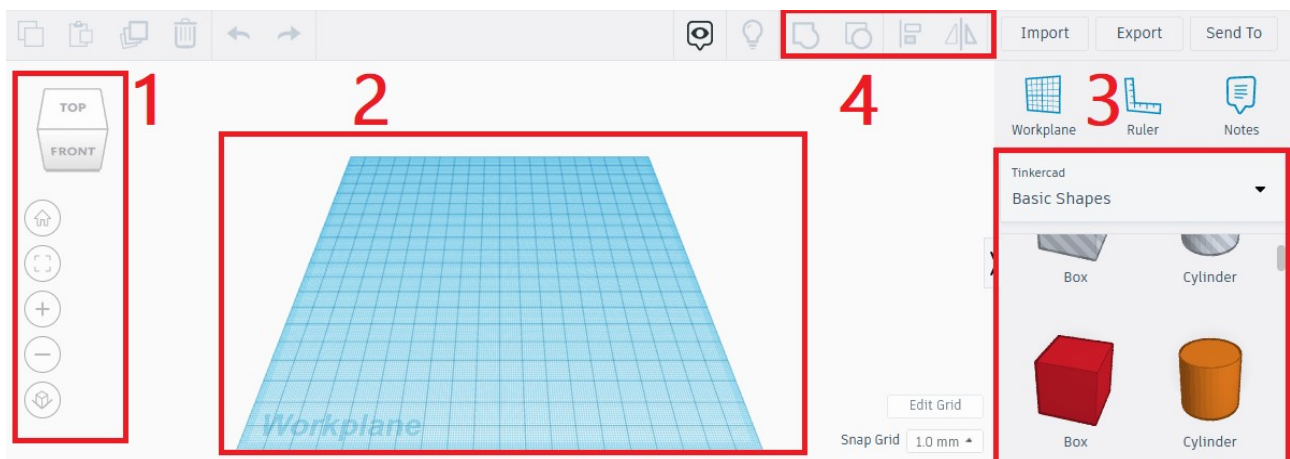 Import Export Send To
1 2 4
TOP
FRONT
Workplane 3 Ruler Notes
Tinkercad
Basic Shapes
Box Cylinder
Workplane
Edit Grid
Snap Grid 1.0 mm
Box Cylinder